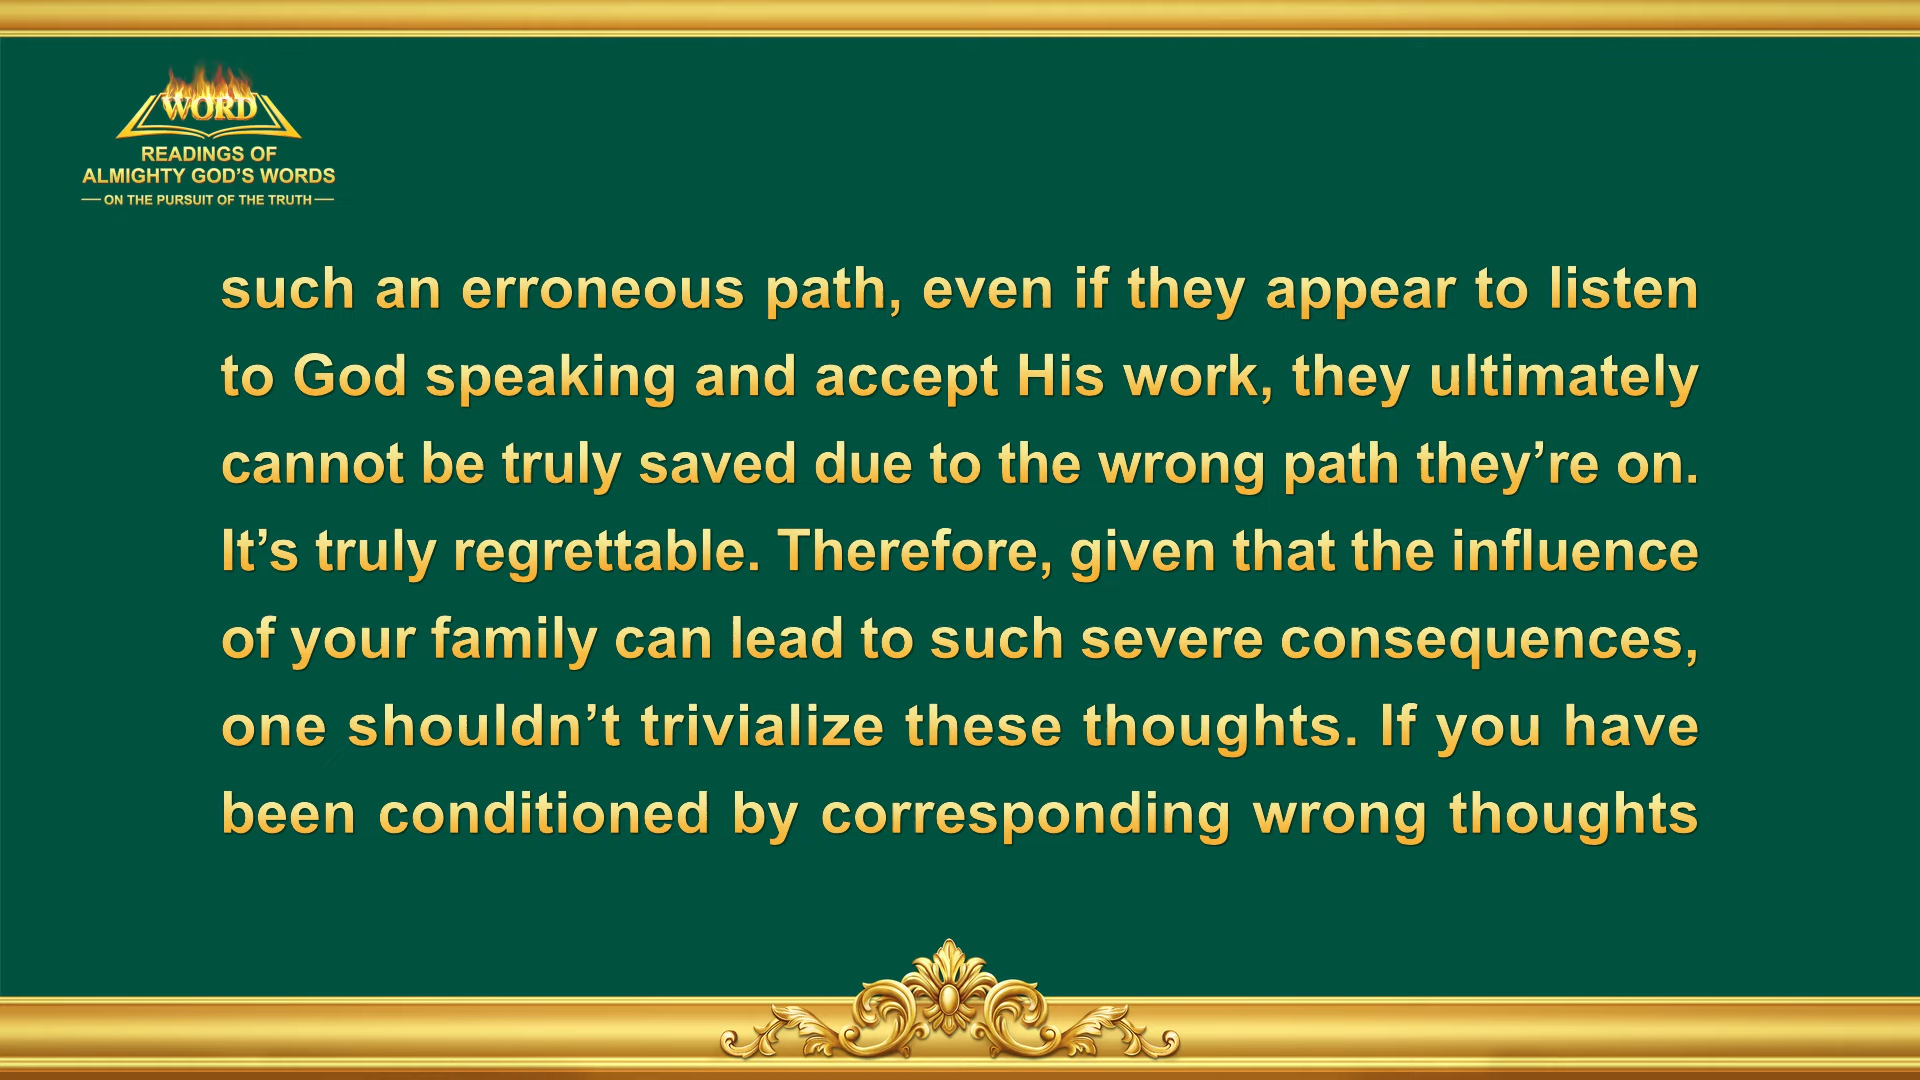 WORD
READINGS OF
ALMIGHTY GOD’S WORDS
ON THE PURSUIT OF THE TRUTH
such an erroneous path, even if they appear to listen
to God speaking and accept His work, they ultimately
cannot be truly saved due to the wrong path they’re on.
It’s truly regrettable. Therefore, given that the influence
of your family can lead to such severe consequences,
one shouldn’t trivialize these thoughts. If you have
been conditioned by corresponding wrong thoughts